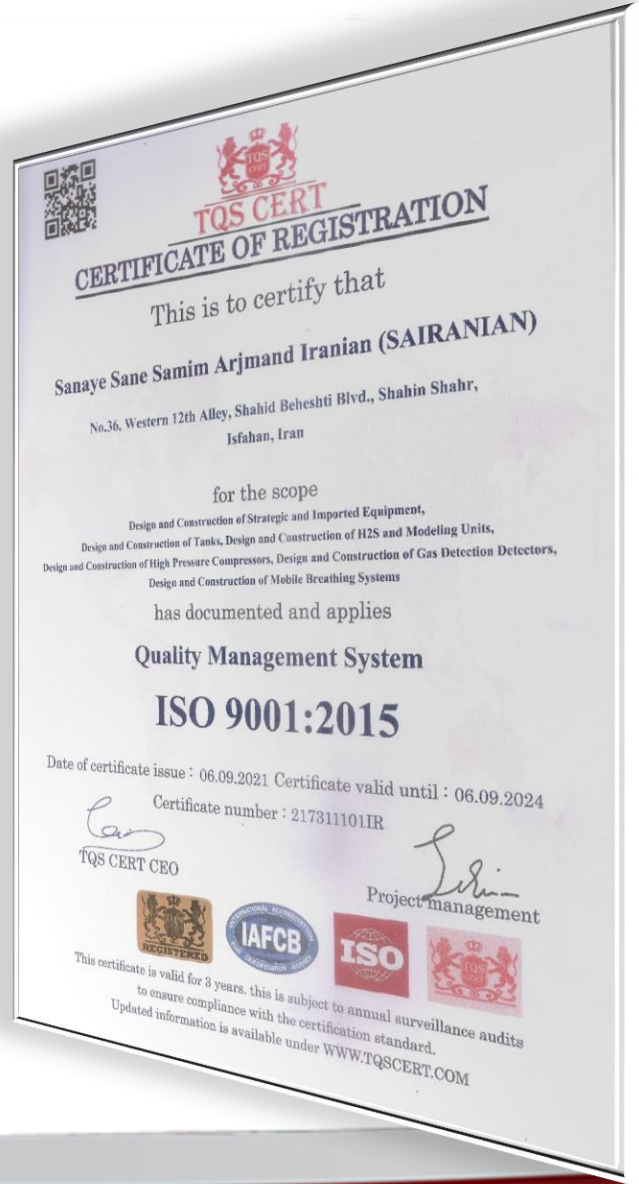 TQS
CERT
TQS CERT
CERTIFICATE OF REGISTRATION
This is to certify that
Sanaye Sane Samim Arjmand Iranian (SAIRANIAN)
No.36, Western 12th Alley, Shahid Beheshti Blvd., Shahin Shahr,
Isfahan, Iran
for the scope
Design and Construction of Strategic and Imported Equipment,
Design and Construction of Tanks, Design and Construction of H2S and Modeling Units,
Design and Construction of High Pressure Compressors, Design and Construction of Gas Detection Detectors,
Design and Construction of Mobile Breathing Systems
has documented and applies
Quality Management System
ISO 9001:2015
Date of certificate issue : 06.09.2021 Certificate valid until : 06.09.2024
Certificate number : 217311101IR
TQS CERT CEO
Project management
REGISTERED
INTERNATIONAL ACCREDITATION
IAFCB
CERTIFICATION BODIES
ISO
TQS
This certificate is valid for 3 years. this is subject to annual surveillance audits
to ensure compliance with the certification standard.
Updated information is available under WWW.TQSCERT.COM